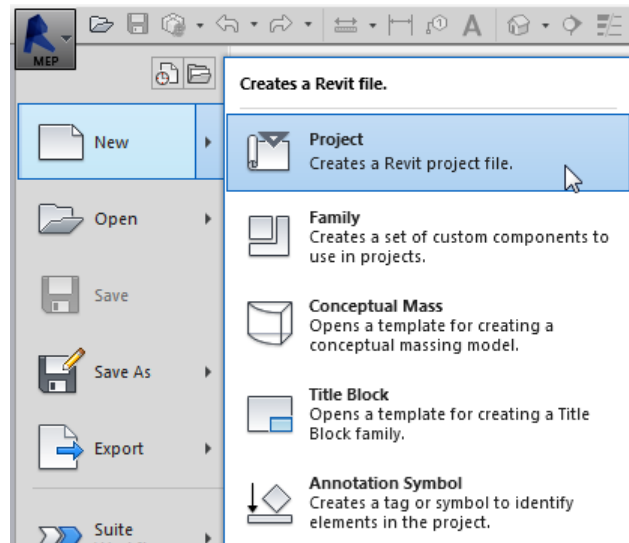 MEP
A
Creates a Revit file.
New
Project
Creates a Revit project file.
Open
Family
Creates a set of custom components to
use in projects.
Save
Conceptual Mass
Opens a template for creating a
conceptual massing model.
Save As
Title Block
Opens a template for creating a Title
Block family.
Export
Annotation Symbol
Creates a tag or symbol to identify
elements in the project.
Suite